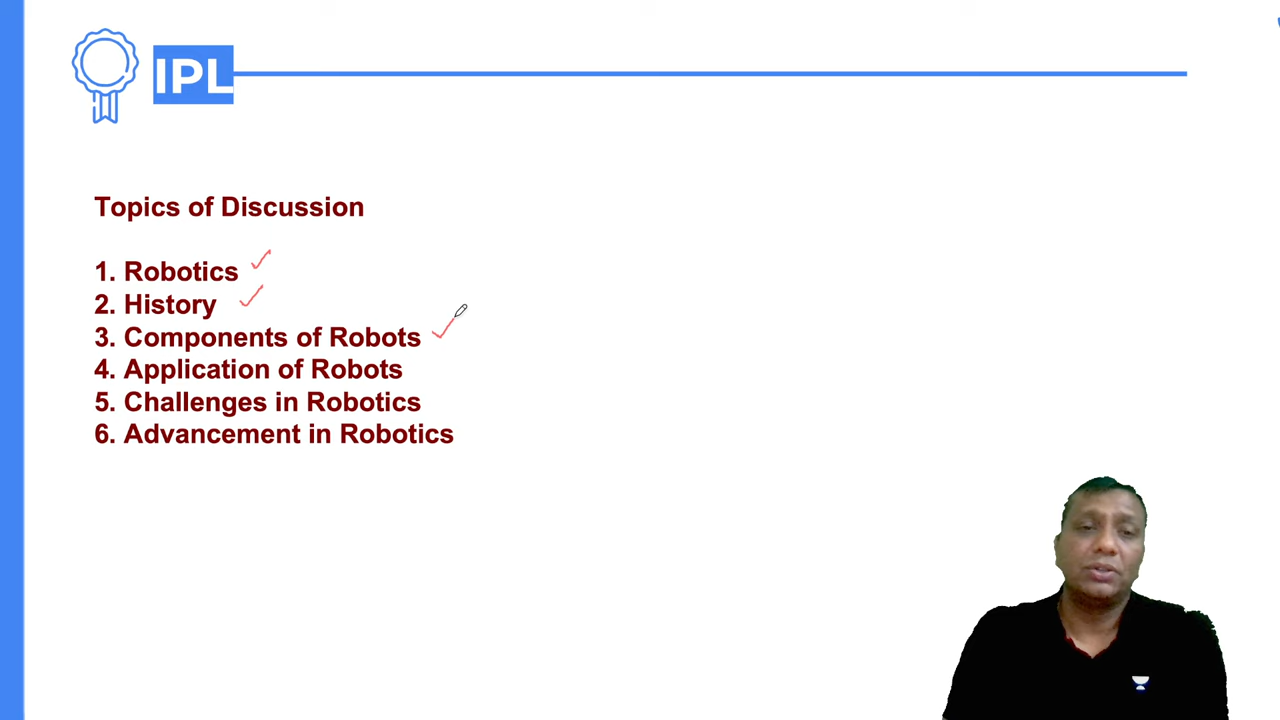 IPL
Topics of Discussion
1. Robotics
2. History
3. Components of Robots
4. Application of Robots
5. Challenges in Robotics
6. Advancement in Robotics